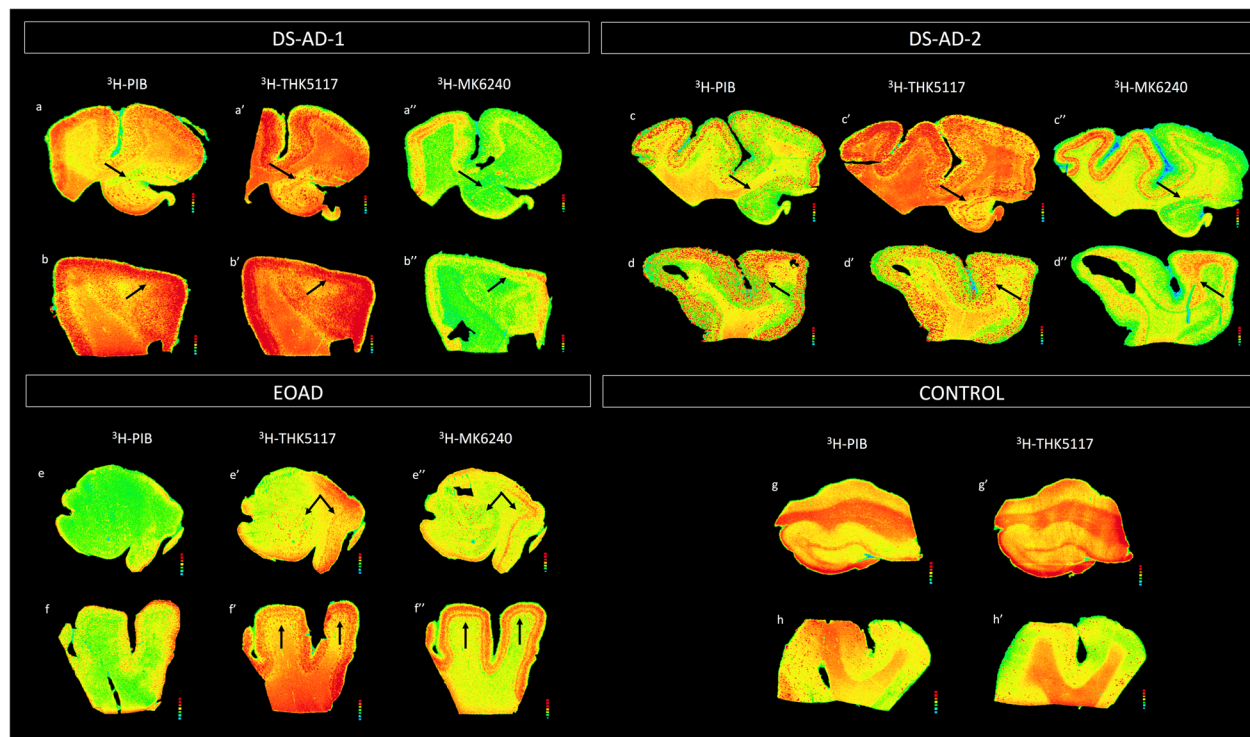 DS-AD-1
³H-PIB ³H-THK5117 ³H-MK6240
a a’ a’’
b b’ b’’
DS-AD-2
³H-PIB ³H-THK5117 ³H-MK6240
c c’ c’’
d d’ d’’
EOAD
³H-PIB ³H-THK5117 ³H-MK6240
e e’ e’’
f f’ f’’
CONTROL
³H-PIB ³H-THK5117
g g’
h h’